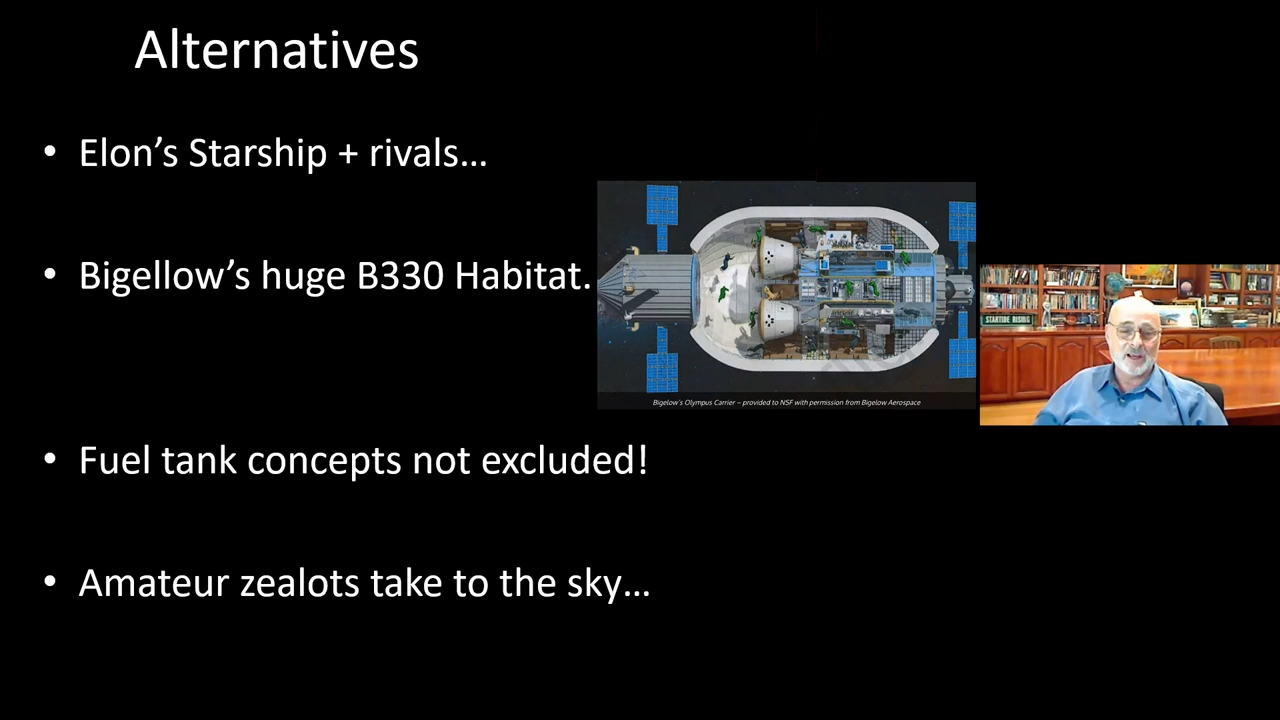 Alternatives
• Elon’s Starship + rivals…
• Bigellow’s huge B330 Habitat.
Bigelow's Olympus Carrier – provided to NSF with permission from Bigelow Aerospace
STARTIDE RISING
• Fuel tank concepts not excluded!
• Amateur zealots take to the sky…